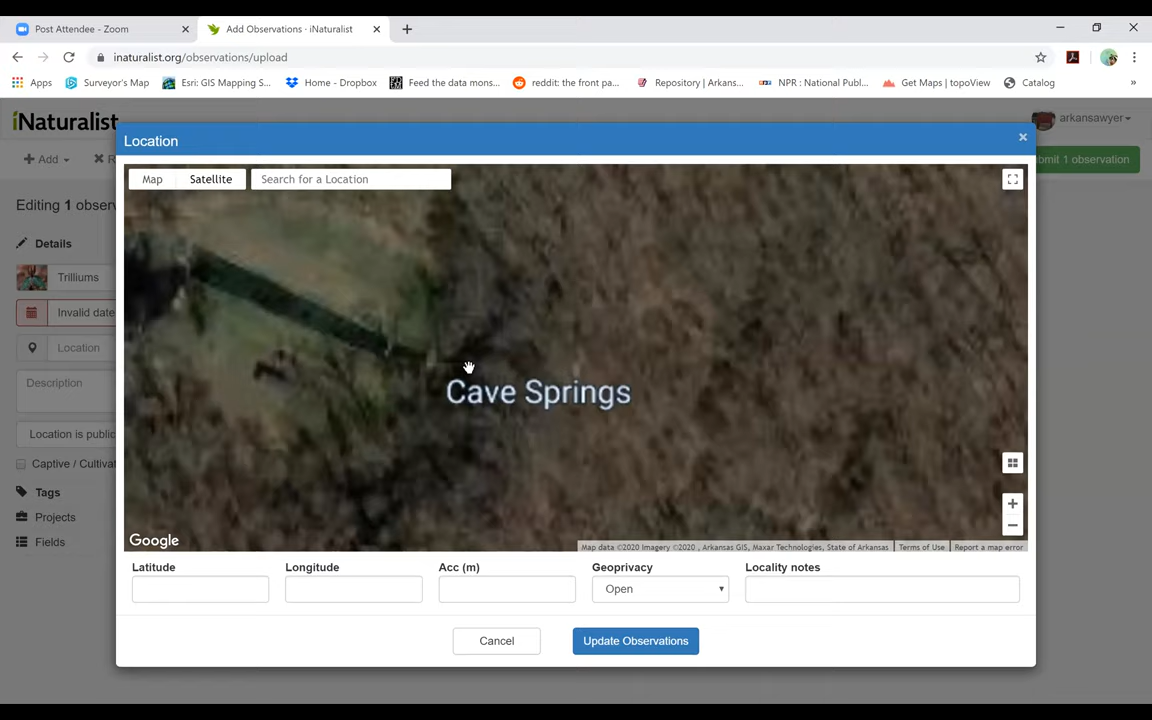 Post Attendee - Zoom
Add Observations · iNaturalist
inaturalist.org/observations/upload
Apps
Surveyor's Map
Esri: GIS Mapping S...
Home - Dropbox
Feed the data mons...
reddit: the front pa...
Repository | Arkans...
NPR : National Publ...
Get Maps | topoView
Catalog
iNaturalist
arkansawyer
Add
R
bmit 1 observation
Location
Map
Satellite
Search for a Location
Editing 1 observ
Details
Trilliums
Invalid date
Location
Description
Location is public
Captive / Cultivat
Tags
Projects
Fields
Cave Springs
Google
Map data ©2020 Imagery ©2020 , Arkansas GIS, Maxar Technologies, State of Arkansas
Terms of Use
Report a map error
Latitude
Longitude
Acc (m)
Geoprivacy
Locality notes
Open
Cancel
Update Observations